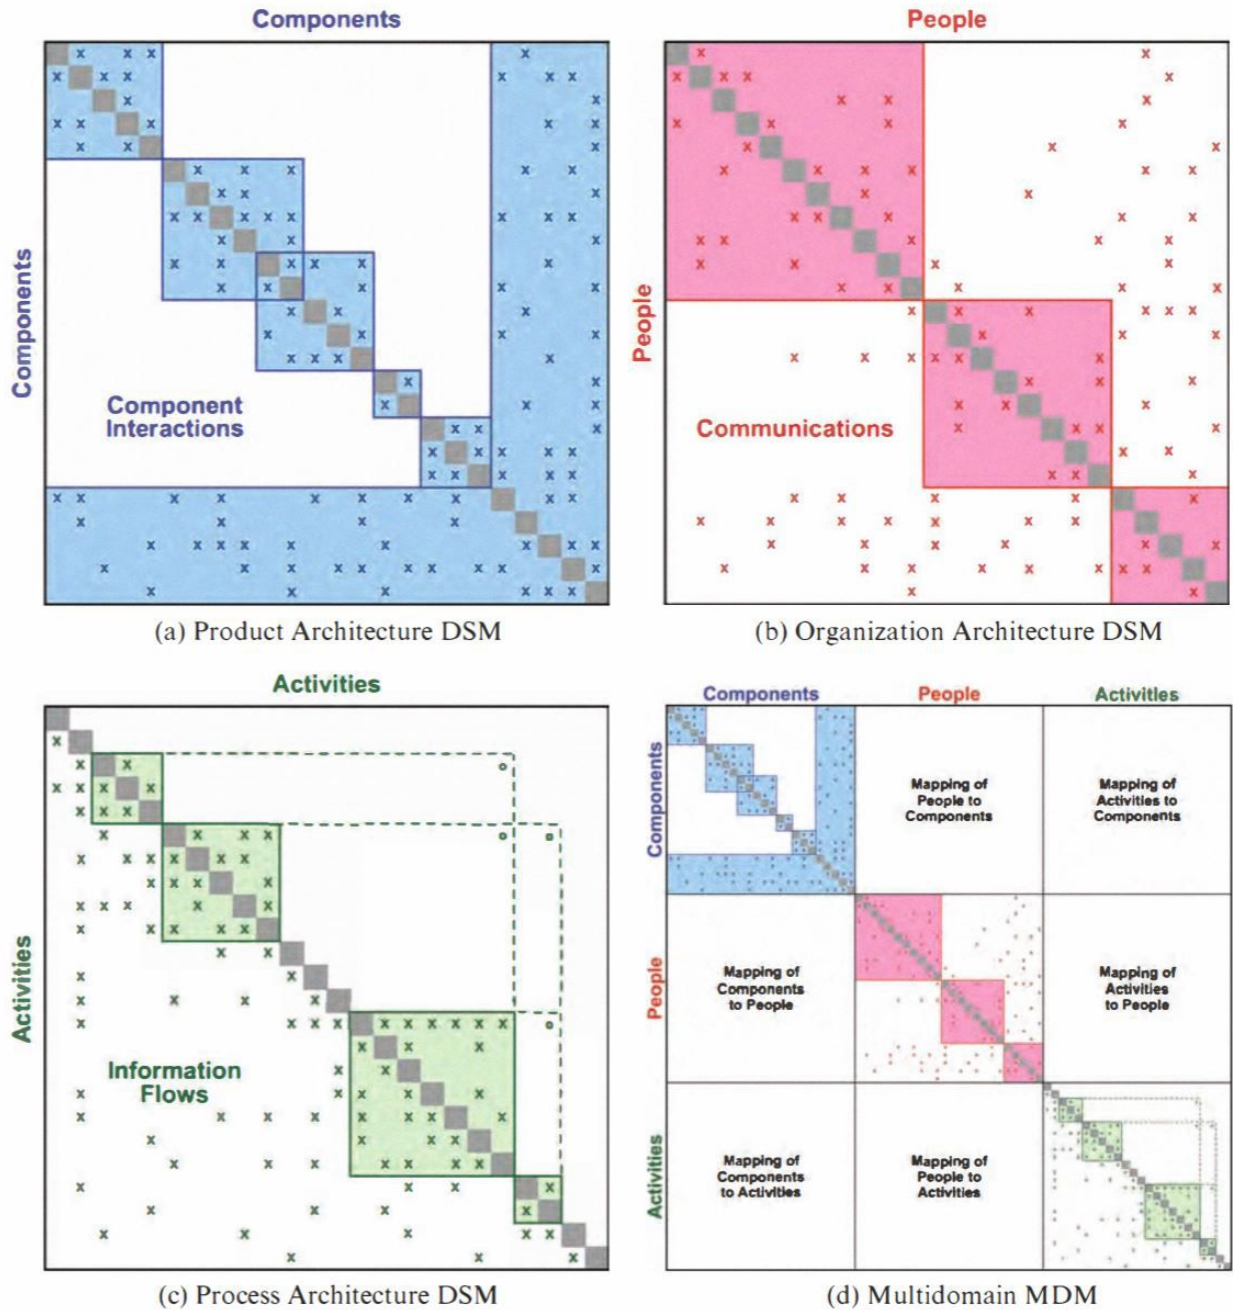 Components
Components
Component
Interactions
(a) Product Architecture DSM
People
People
Communications
(b) Organization Architecture DSM
Activities
Activities
Information
Flows
(c) Process Architecture DSM
Components
People
Activities
Components
Mapping of
People to
Components
Mapping of
Activities to
Components
People
Mapping of
Components
to People
Mapping of
Activities
to People
Activities
Mapping of
Components
to Activities
Mapping of
People to
Activities
(d) Multidomain MDM